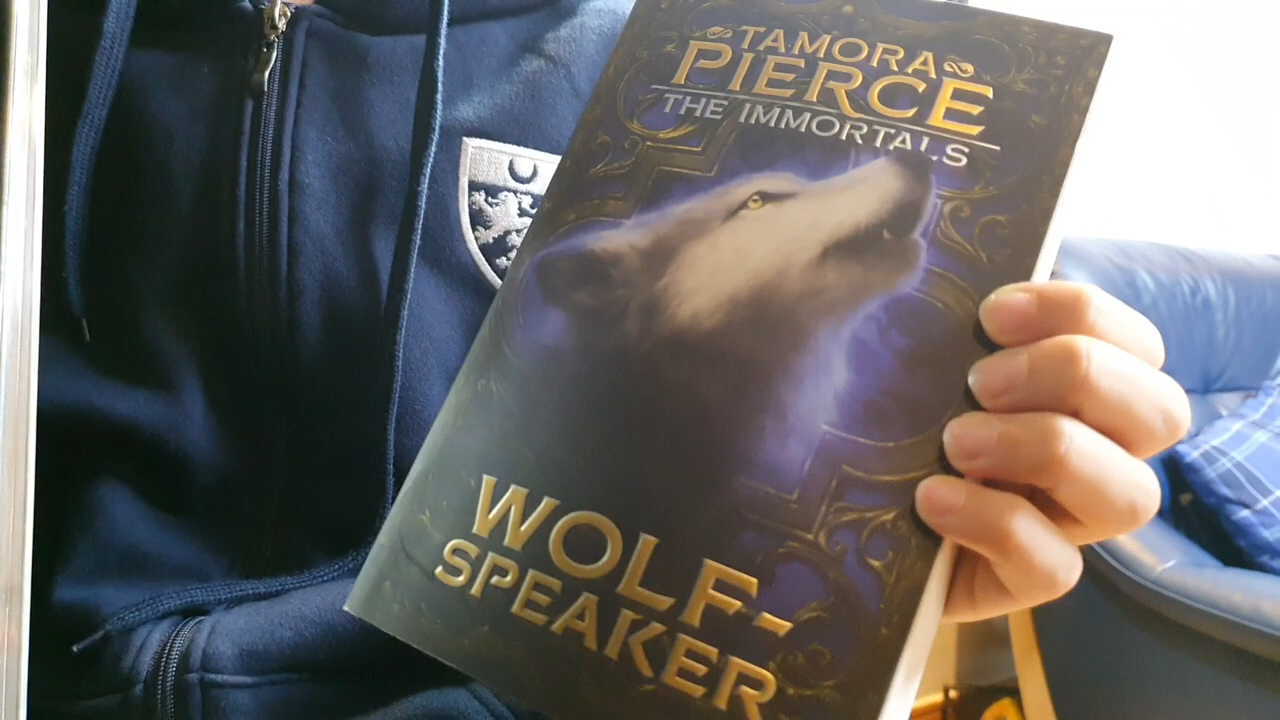 TAMORA
PIERCE
THE IMMORTALS
WOLF-
SPEAKER